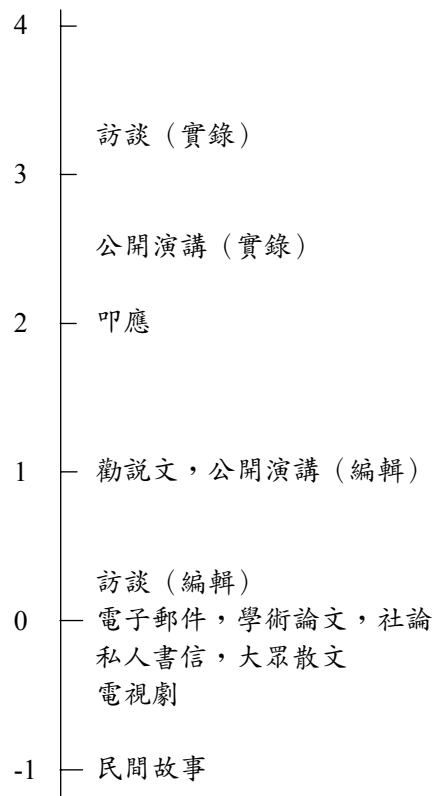 4
訪談（實錄）
3
公開演講（實錄）
2 叩應
1 勸說文，公開演講（編輯）
訪談（編輯）
0 電子郵件，學術論文，社論
私人書信，大眾散文
電視劇
-1 民間故事